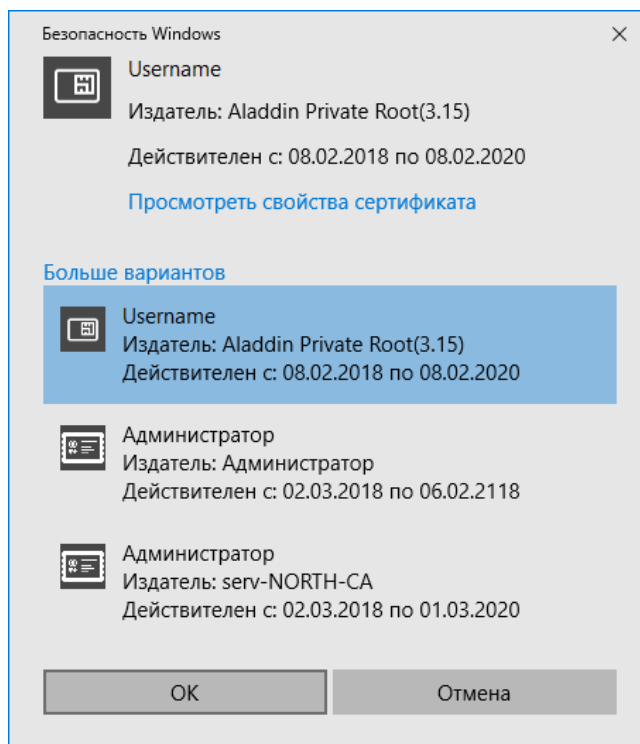 Безопасность Windows
Username
Издатель: Aladdin Private Root(3.15)
Действителен с: 08.02.2018 по 08.02.2020
Просмотреть свойства сертификата
Больше вариантов
Username
Издатель: Aladdin Private Root(3.15)
Действителен с: 08.02.2018 по 08.02.2020
Администратор
Издатель: Администратор
Действителен с: 02.03.2018 по 06.02.2118
Администратор
Издатель: serv-NORTH-CA
Действителен с: 02.03.2018 по 01.03.2020
ОК
Отмена